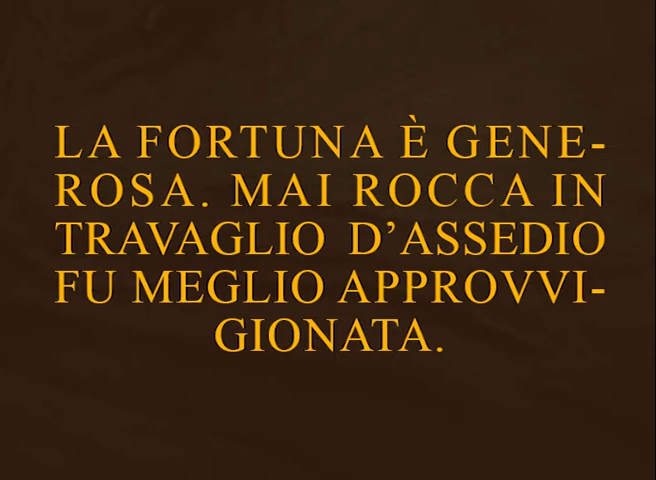 LA FORTUNA È GENE-
ROSA. MAI ROCCA IN
TRAVAGLIO D’ASSEDIO
FU MEGLIO APPROVVI-
GIONATA.